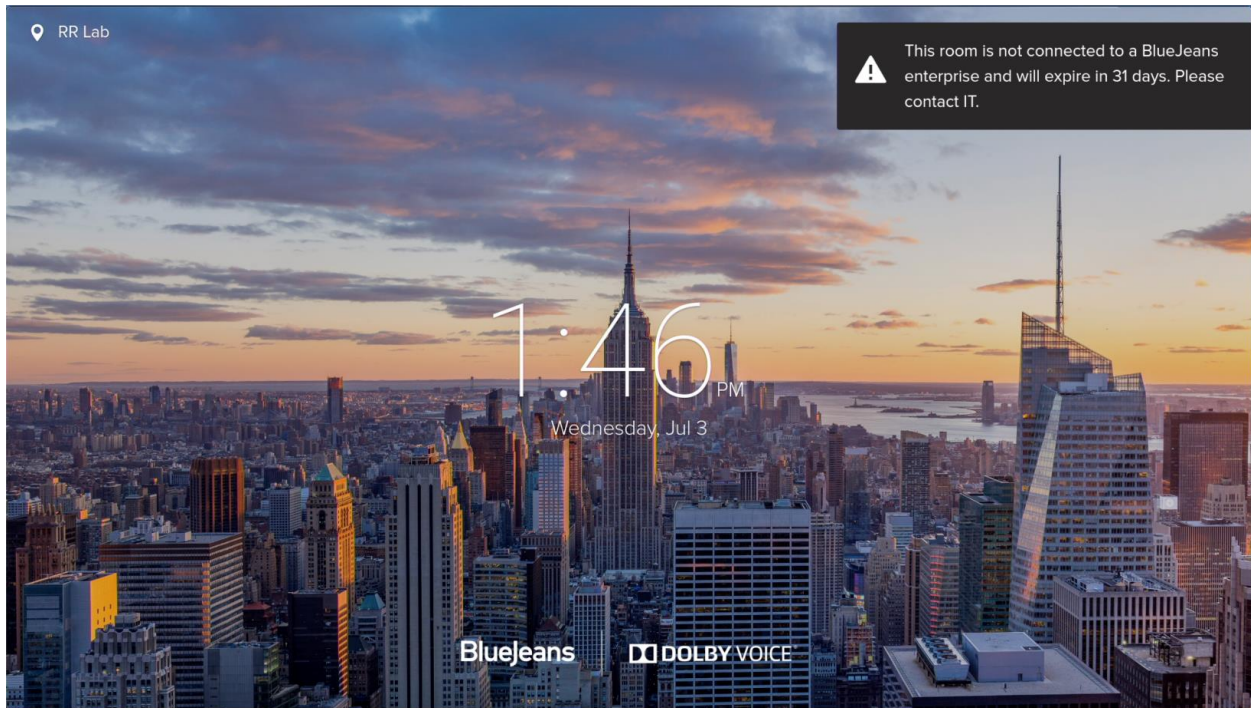 RR Lab
This room is not connected to a BlueJeans
enterprise and will expire in 31 days. Please
contact IT.
1:46 PM
Wednesday, Jul 3
BlueJeans DOLBY VOICE